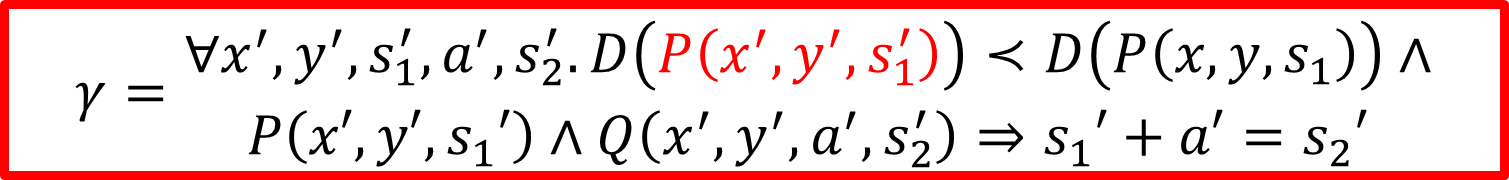 ∀x′, y′, s₁′, a′, s₂′. D(P(x′, y′, s₁′)) ≺ D(P(x, y, s₁)) ∧
γ =
P(x′, y′, s₁′) ∧ Q(x′, y′, a′, s₂′) ⇒ s₁′ + a′ = s₂′